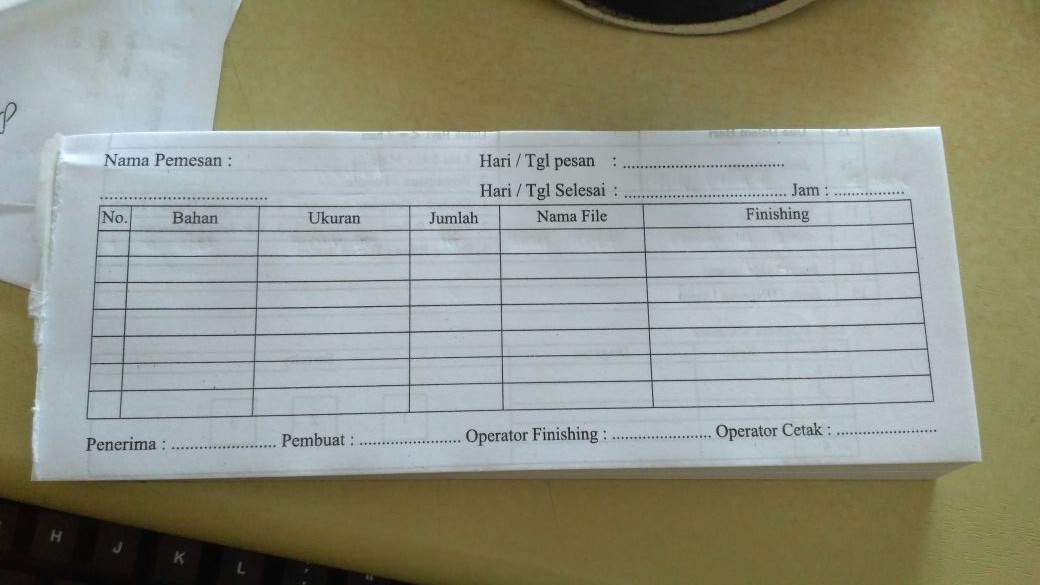 Nama Pemesan :
Hari / Tgl pesan : ..........................................
..........................................
Hari / Tgl Selesai : .......................................... Jam : ..................
No. Bahan Ukuran Jumlah Nama File Finishing
Penerima : ......................... Pembuat : ......................... Operator Finishing : ......................... Operator Cetak : .........................
H
J
K
L